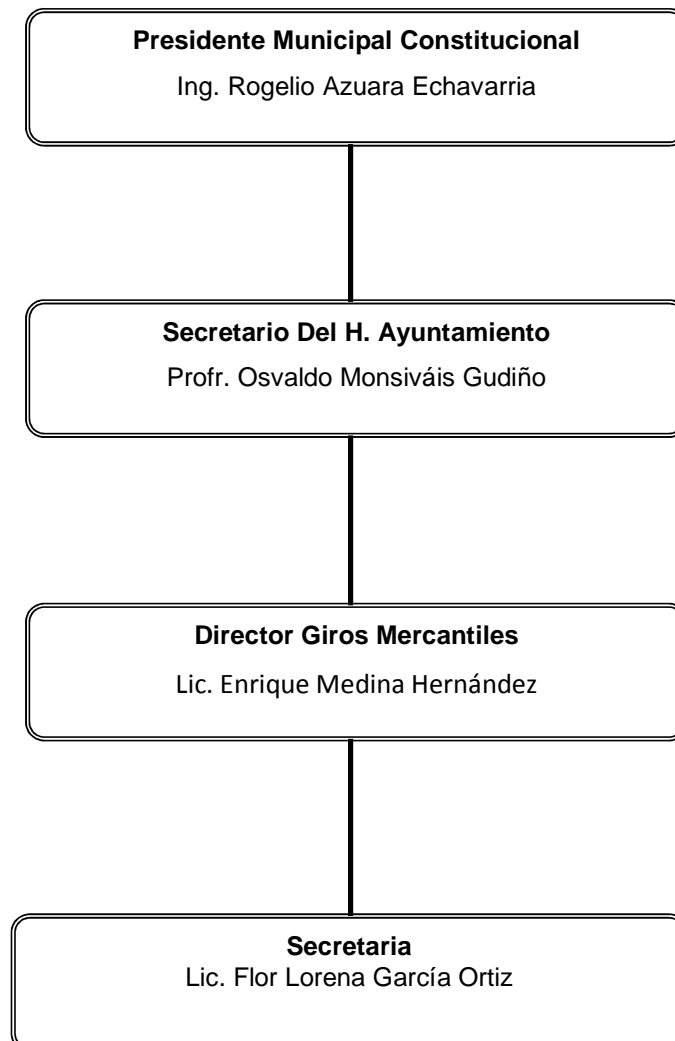 Presidente Municipal Constitucional
Ing. Rogelio Azuara Echavarria
Secretario Del H. Ayuntamiento
Profr. Osvaldo Monsiváis Gudiño
Director Giros Mercantiles
Lic. Enrique Medina Hernández
Secretaria
Lic. Flor Lorena García Ortiz